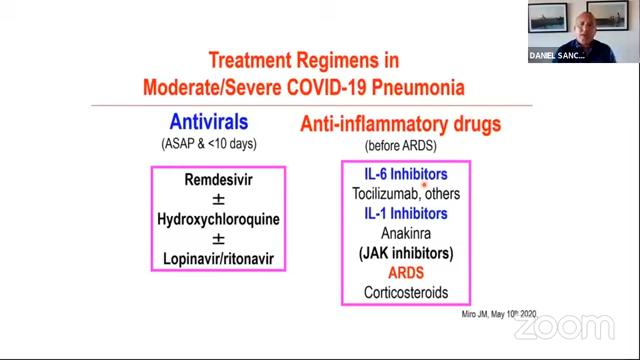 Treatment Regimens in
Moderate/Severe COVID-19 Pneumonia
Antivirals
(ASAP & <10 days)
Remdesivir
±
Hydroxychloroquine
±
Lopinavir/ritonavir
Anti-inflammatory drugs
(before ARDS)
IL-6 Inhibitors
Tocilizumab, others
IL-1 Inhibitors
Anakinra
(JAK inhibitors)
ARDS
Corticosteroids
Miro JM, May 10th 2020.
zoom
DANIEL SANC...